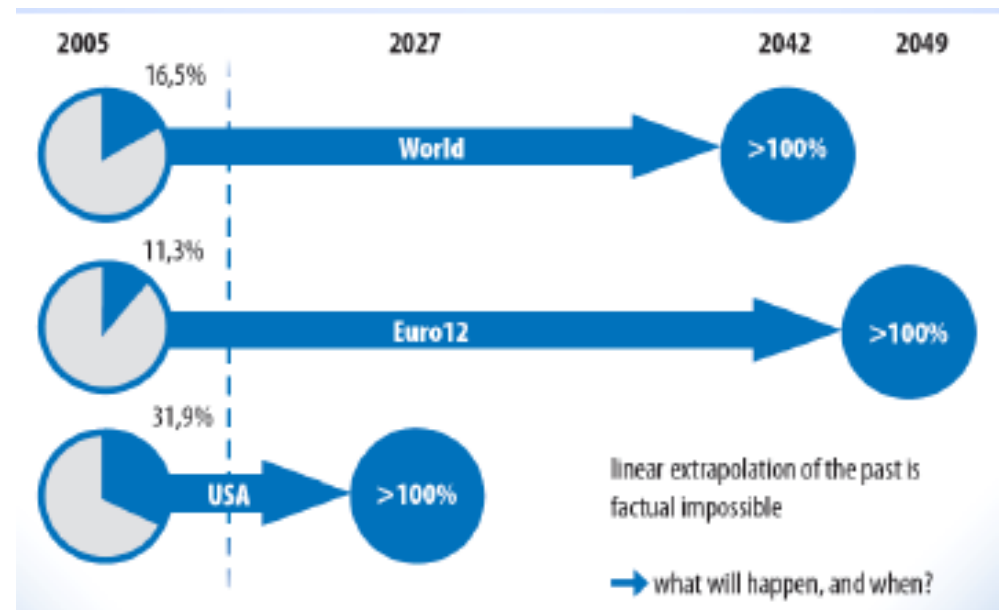 2005 2027 2042 2049
16,5%
World >100%
11,3%
Euro12 >100%
31,9%
USA >100%
linear extrapolation of the past is
factual impossible
what will happen, and when?